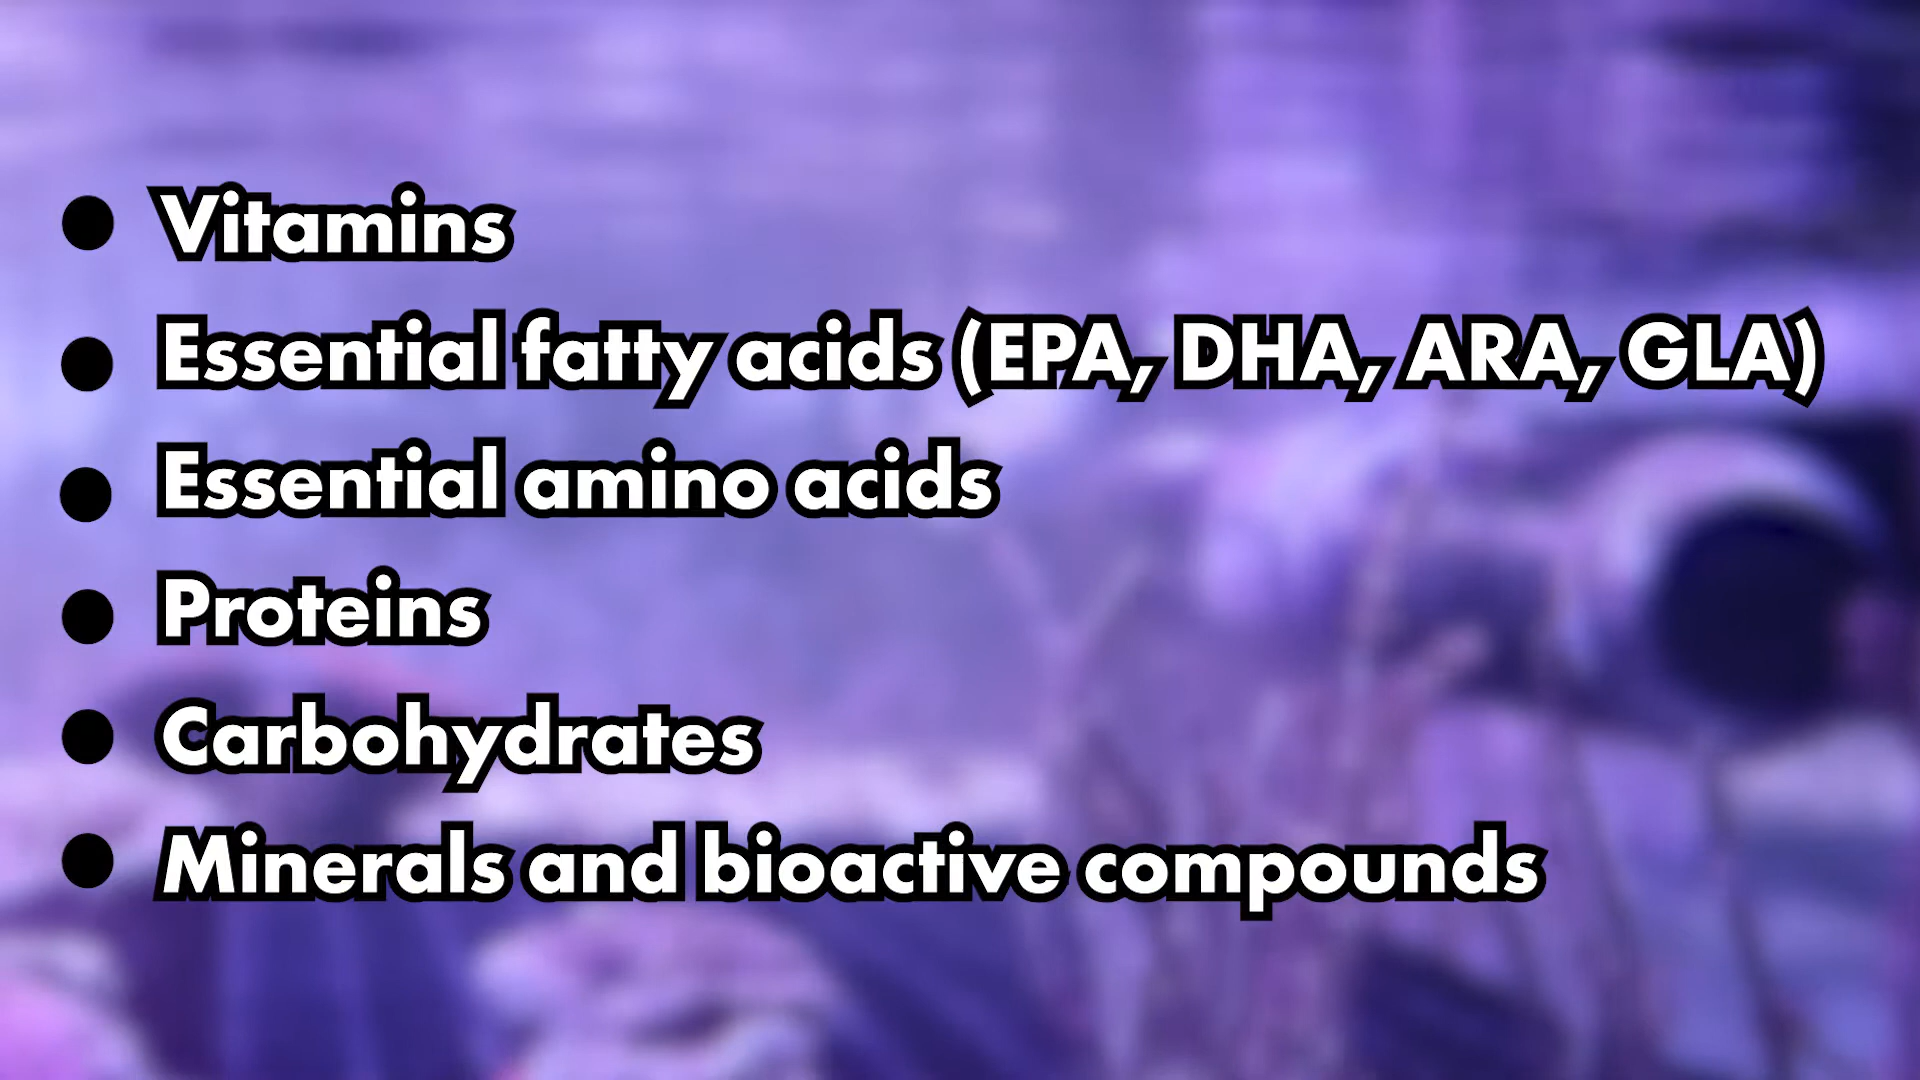 ● Vitamins
● Essential fatty acids (EPA, DHA, ARA, GLA)
● Essential amino acids
● Proteins
● Carbohydrates
● Minerals and bioactive compounds